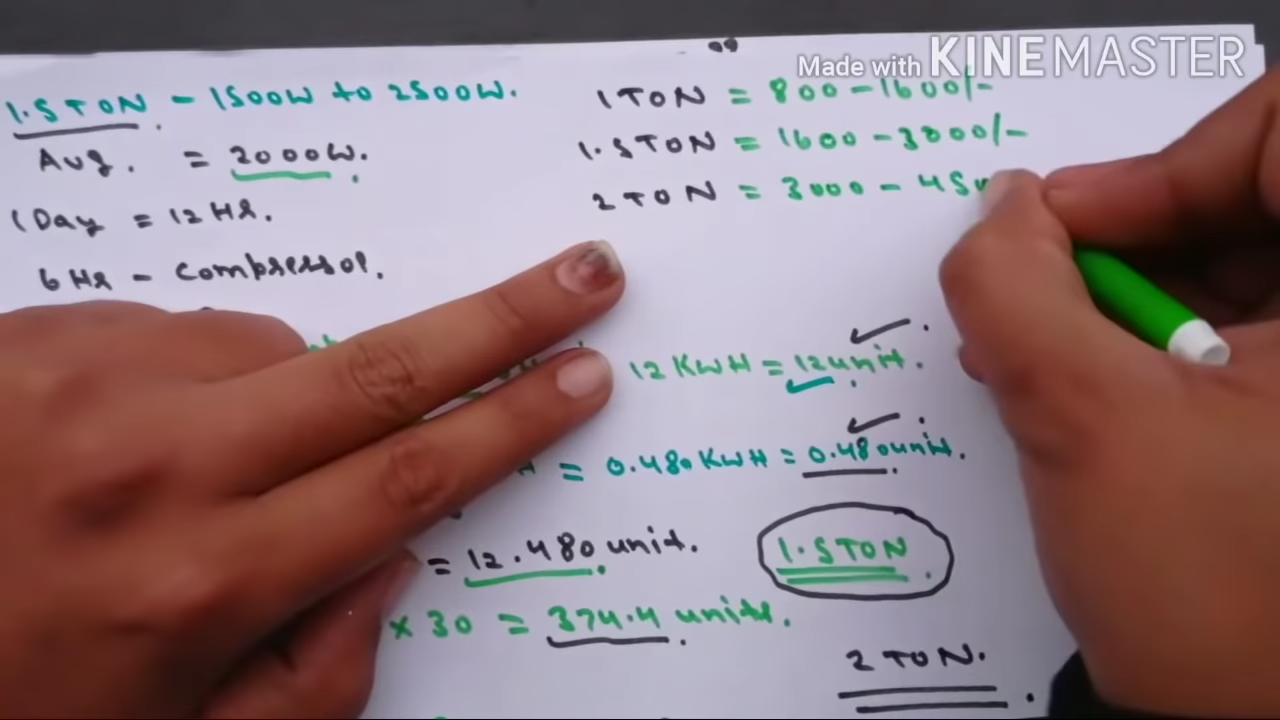 Made with KINEMASTER
1.5 TON - 1500W to 2500W.
Avg. = 2000W.
1 Day = 12 Hr.
6 Hr - Compressor.
1 TON = 800 - 1600/-
1.5 TON = 1600 - 3000/-
2 TON = 3000 - 45
12 KWH = 12 unit.
= 0.480 KWH = 0.480 unit.
= 12.480 unit.
1.5 TON
x 30 = 374.4 units.
2 TON.